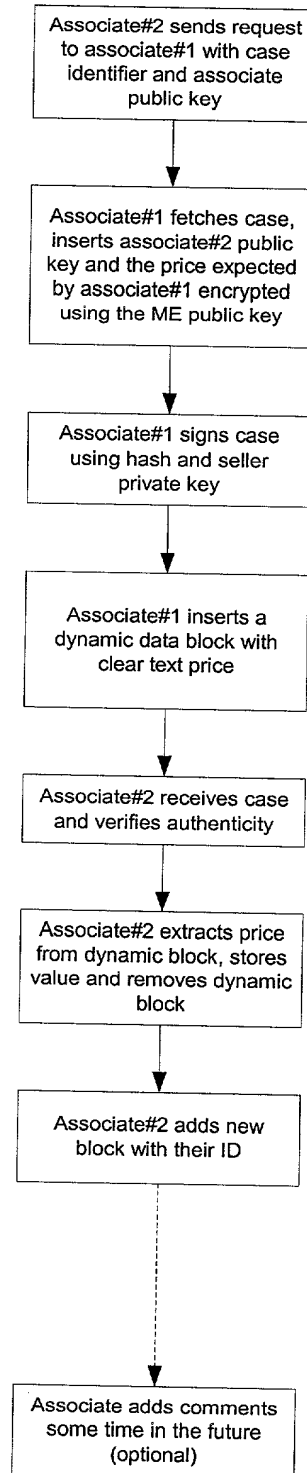 Associate#2 sends request
to associate#1 with case
identifier and associate
public key
Associate#1 fetches case,
inserts associate#2 public
key and the price expected
by associate#1 encrypted
using the ME public key
Associate#1 signs case
using hash and seller
private key
Associate#1 inserts a
dynamic data block with
clear text price
Associate#2 receives case
and verifies authenticity
Associate#2 extracts price
from dynamic block, stores
value and removes dynamic
block
Associate#2 adds new
block with their ID
Associate adds comments
some time in the future
(optional)